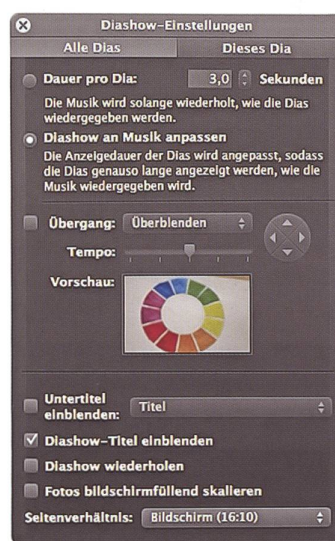 Diashow-Einstellungen
Alle Dias
Dieses Dia
Dauer pro Dia: 3,0 Sekunden
Die Musik wird solange wiederholt, wie die Dias
wiedergegeben werden.
Diashow an Musik anpassen
Die Anzeigedauer der Dias wird angepasst, sodass
die Dias genauso lange angezeigt werden, wie die
Musik wiedergegeben wird.
Übergang: Überblenden
Tempo:
Vorschau:
Untertitel
einblenden: Titel
Diashow-Titel einblenden
Diashow wiederholen
Fotos bildschirmfüllend skalieren
Seitenverhältnis: Bildschirm (16:10)